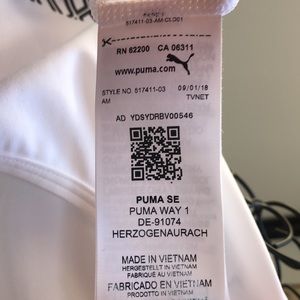 517411-03-AM-CLO01
RN 62200 CA 06311
www.puma.com
STYLE NO 517411-03 09/01/18
AM TVNET
AD YDSYDRBV00546
PUMA SE
PUMA WAY 1
DE-91074
HERZOGENAURACH
MADE IN VIETNAM
HERGESTELLT IN VIETNAM
FABRIQUÉ AU VIETNAM
FABRICADO EN VIETNAM
PRODOTTO IN VIETNAM